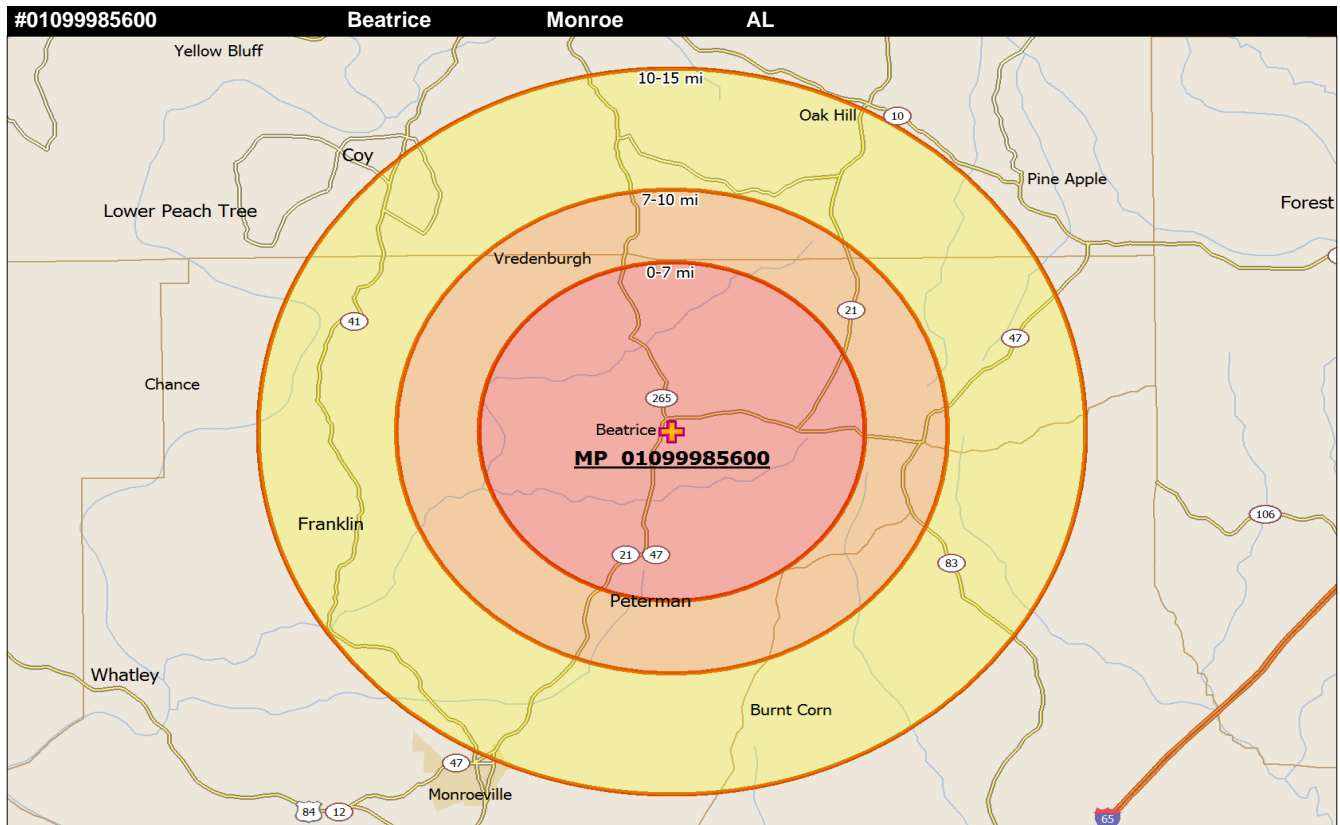 #01099985600 Beatrice Monroe AL
Yellow Bluff
10-15 mi
Oak Hill
10
Coy
Pine Apple
7-10 mi
Lower Peach Tree
Forest
Vredenburgh
0-7 mi
21
41
47
Chance
265
Beatrice
MP 01099985600
106
Franklin
21
47
83
Peterman
Whatley
Burnt Corn
47
Monroeville
84
12
65